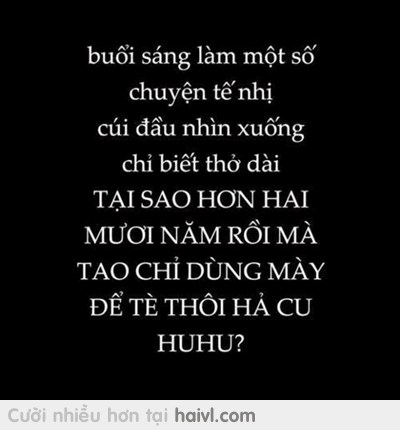 buổi sáng làm một số
chuyện tế nhị
cúi đầu nhìn xuống
chỉ biết thở dài
TẠI SAO HƠN HAI
MƯƠI NĂM RỒI MÀ
TAO CHỈ DÙNG MÀY
ĐỂ TÈ THÔI HẢ CU
HUHU?
Cười nhiều hơn tại haivl.com